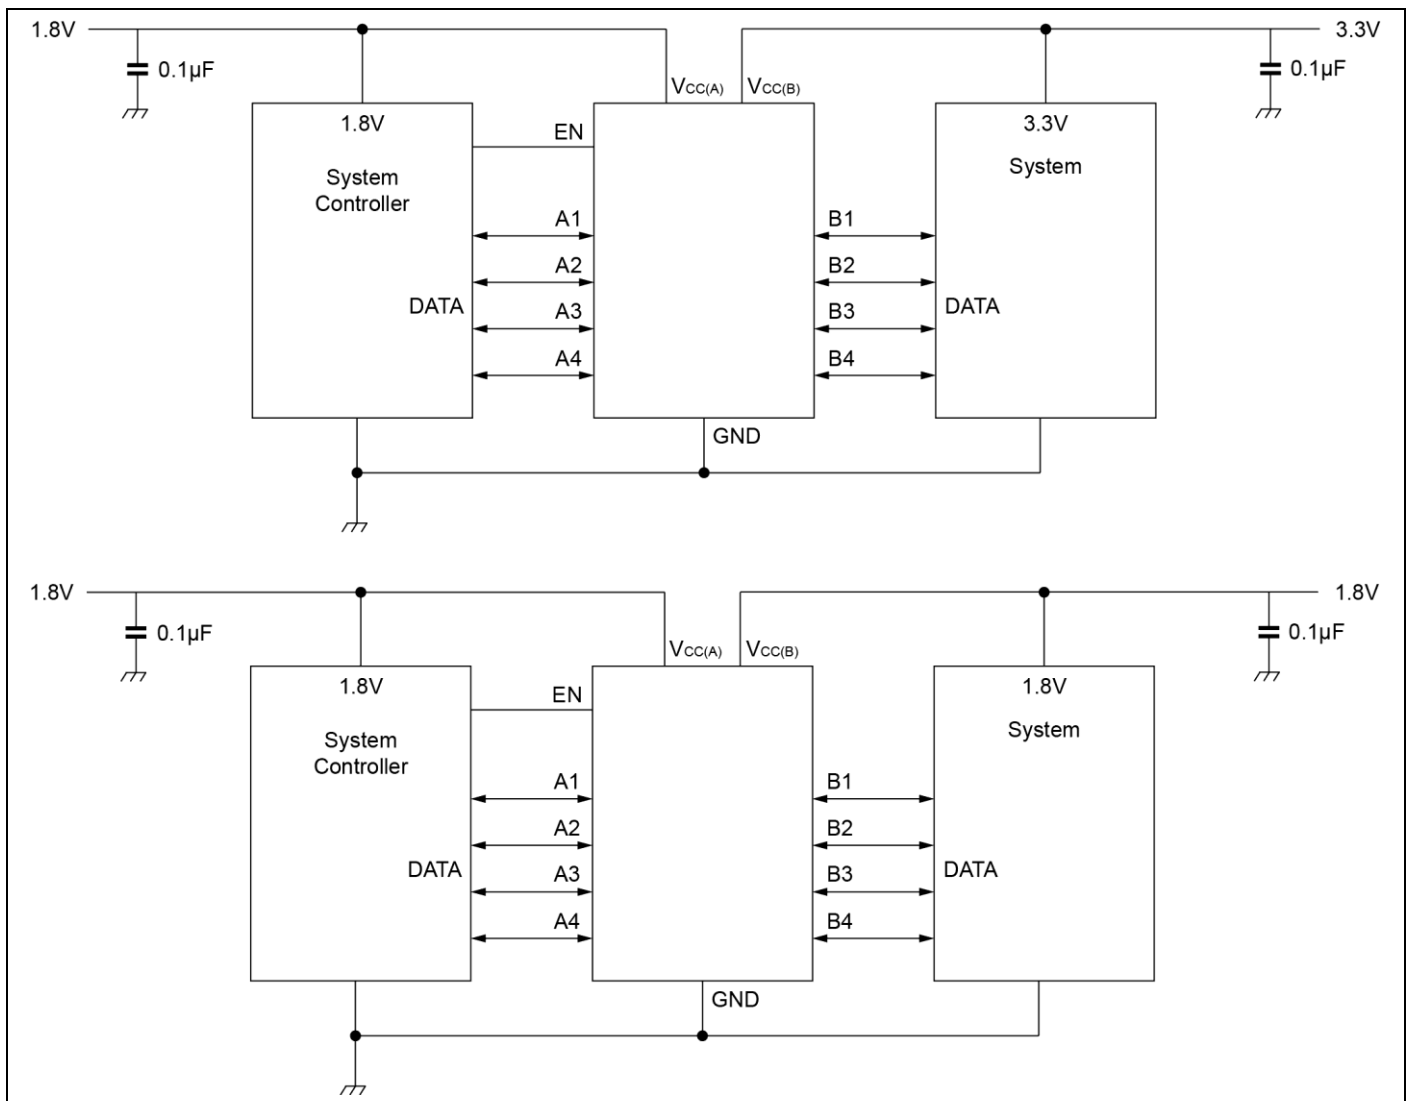 1.8V
3.3V
0.1µF
0.1µF
VCC(A)
VCC(B)
1.8V
EN
3.3V
System
Controller
System
A1
B1
A2
B2
DATA
A3
B3
DATA
A4
B4
GND
1.8V
1.8V
0.1µF
0.1µF
VCC(A)
VCC(B)
1.8V
EN
1.8V
System
Controller
System
A1
B1
A2
B2
DATA
A3
B3
DATA
A4
B4
GND